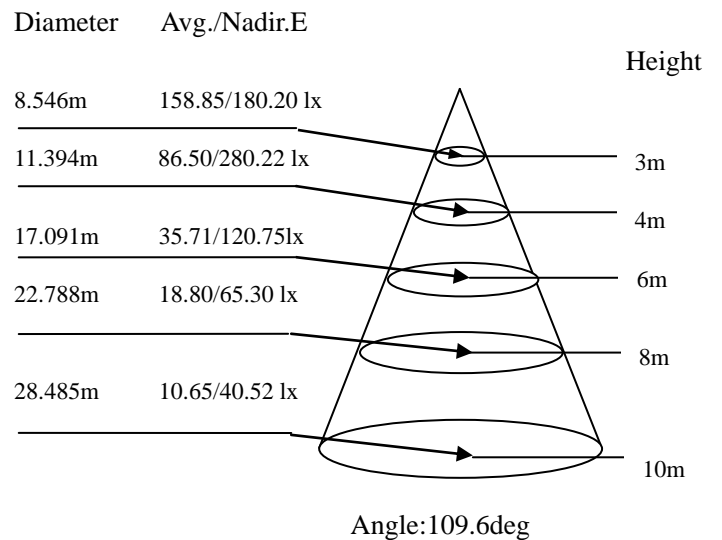 Diameter Avg./Nadir.E
Height
8.546m 158.85/180.20 lx
11.394m 86.50/280.22 lx
3m
4m
17.091m 35.71/120.75lx
6m
22.788m 18.80/65.30 lx
8m
28.485m 10.65/40.52 lx
10m
Angle:109.6deg